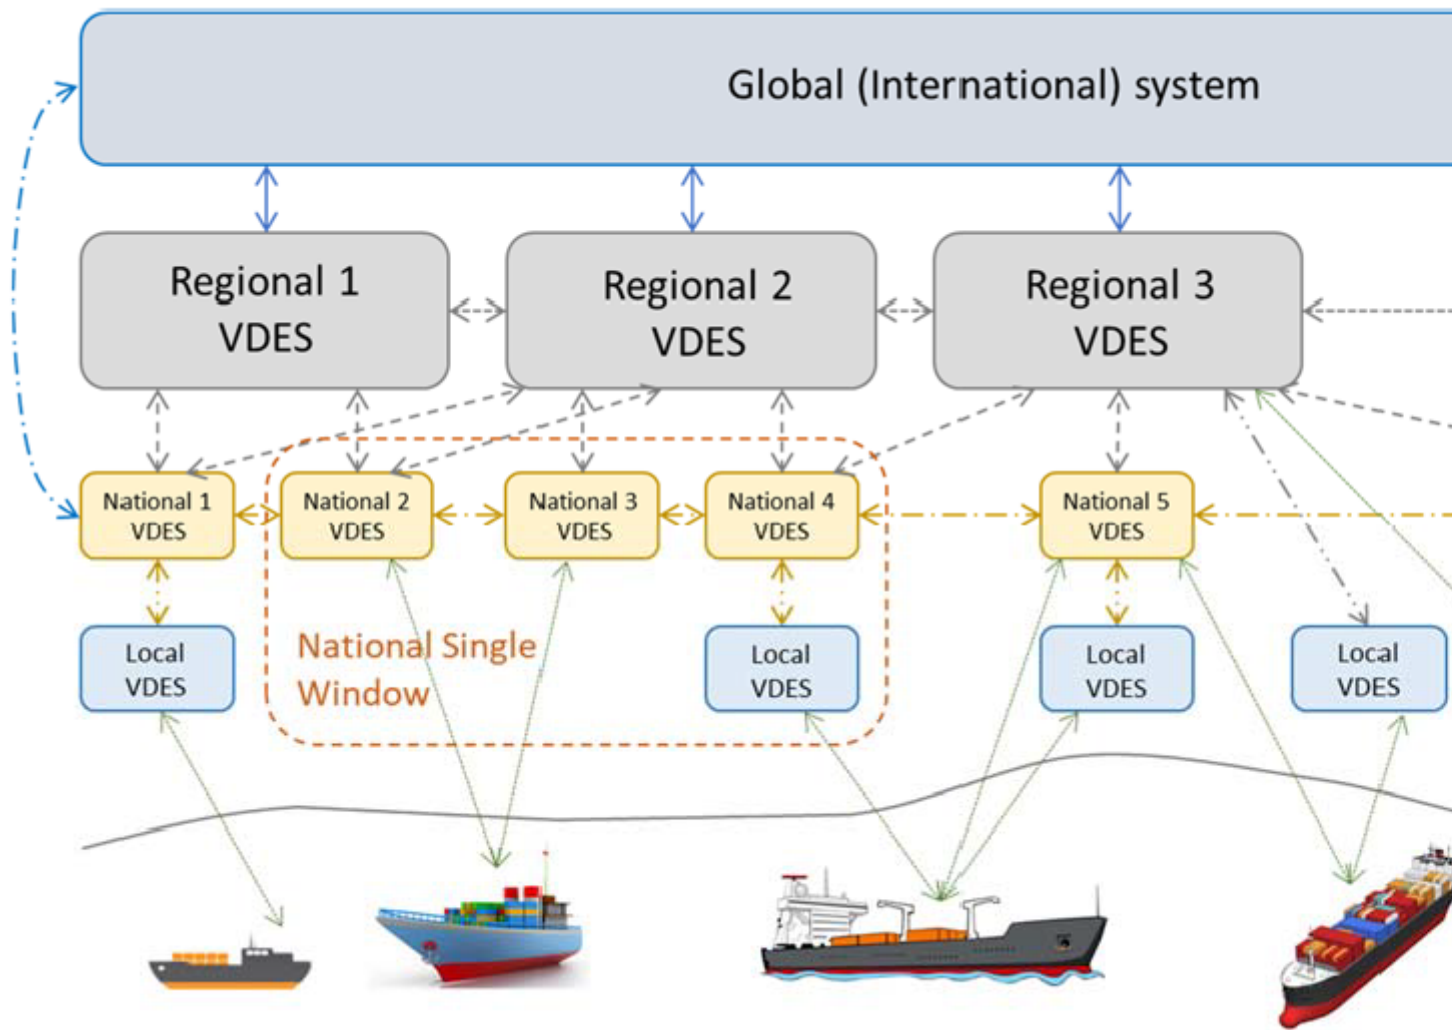 Global (International) system
Regional 1
VDES
Regional 2
VDES
Regional 3
VDES
National 1
VDES
National 2
VDES
National 3
VDES
National 4
VDES
National 5
VDES
National Single
Window
Local
VDES
Local
VDES
Local
VDES
Local
VDES